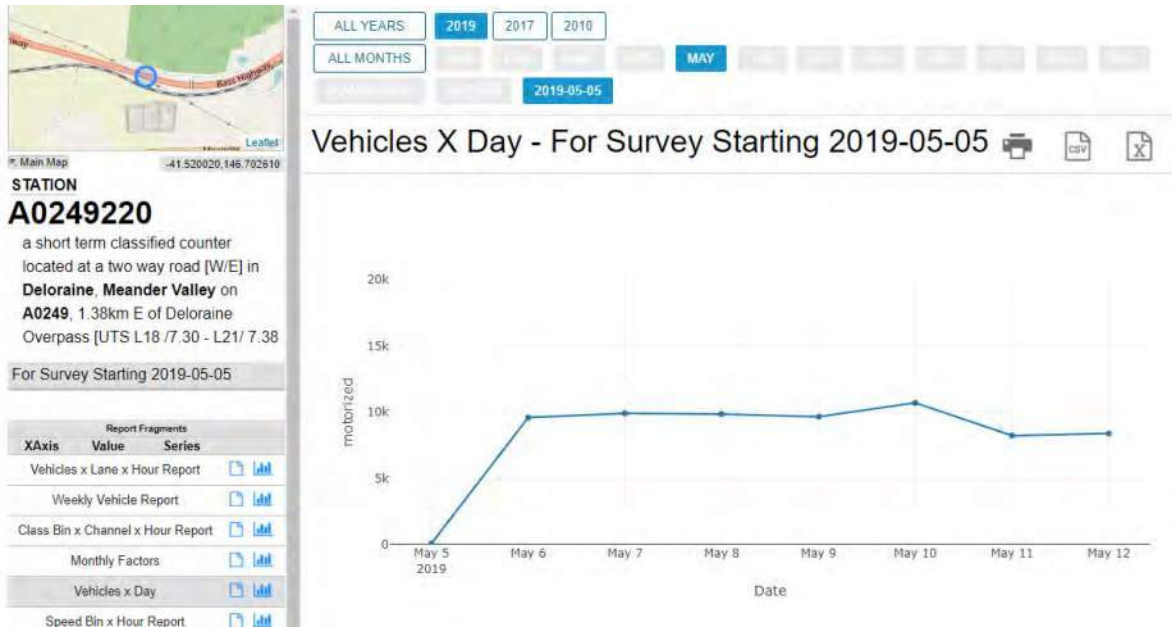 way
Bass Highway
Leaflet
Main Map
-41.520020,146.702610
STATION
A0249220
a short term classified counter
located at a two way road [W/E] in
Deloraine, Meander Valley on
A0249, 1.38km E of Deloraine
Overpass [UTS L18 /7.30 - L21/ 7.38
For Survey Starting 2019-05-05
Report Fragments
XAxis Value Series
Vehicles x Lane x Hour Report
Weekly Vehicle Report
Class Bin x Channel x Hour Report
Monthly Factors
Vehicles x Day
Speed Bin x Hour Report
ALL YEARS 2019 2017 2010
ALL MONTHS MAY
2019-05-05
Vehicles X Day - For Survey Starting 2019-05-05
CSV X
20k
15k
10k
5k
0
motorized
May 5 May 6 May 7 May 8 May 9 May 10 May 11 May 12
2019
Date